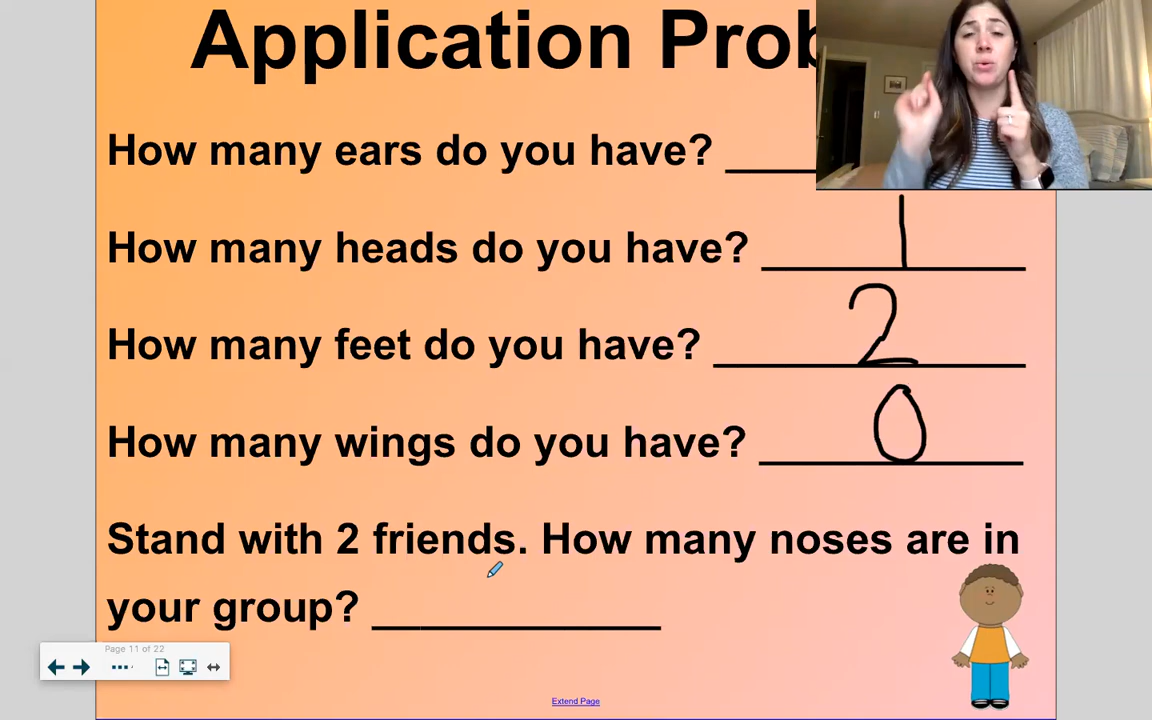 Application Prob
How many ears do you have? ____
How many heads do you have? 1
How many feet do you have? 2
How many wings do you have? 0
Stand with 2 friends. How many noses are in
your group? ____________
Page 11 of 22
Extend Page